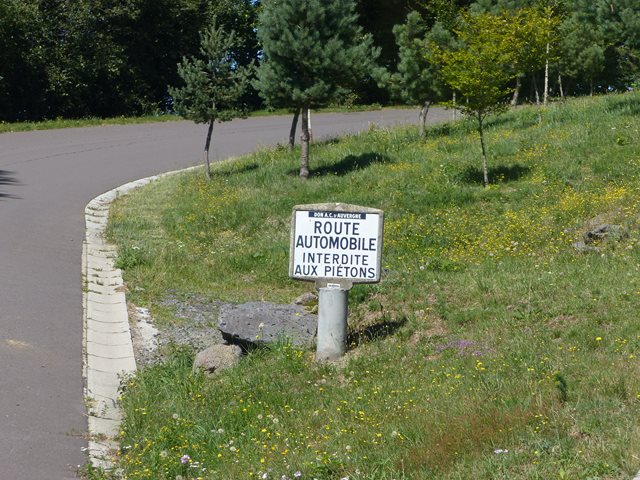 DON A.C. D'AUVERGNE
ROUTE
AUTOMOBILE
INTERDITE
AUX PIÉTONS